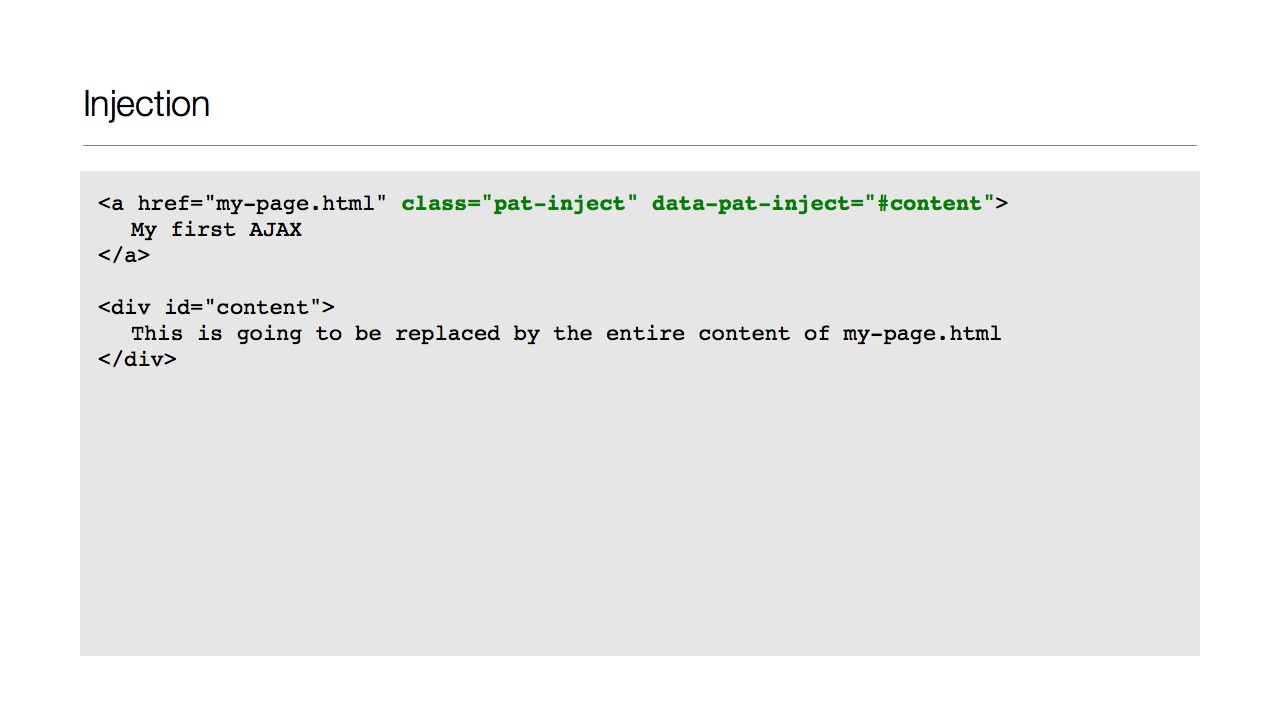 Injection
<a href="my-page.html" class="pat-inject" data-pat-inject="#content">
My first AJAX
</a>
<div id="content">
This is going to be replaced by the entire content of my-page.html
</div>